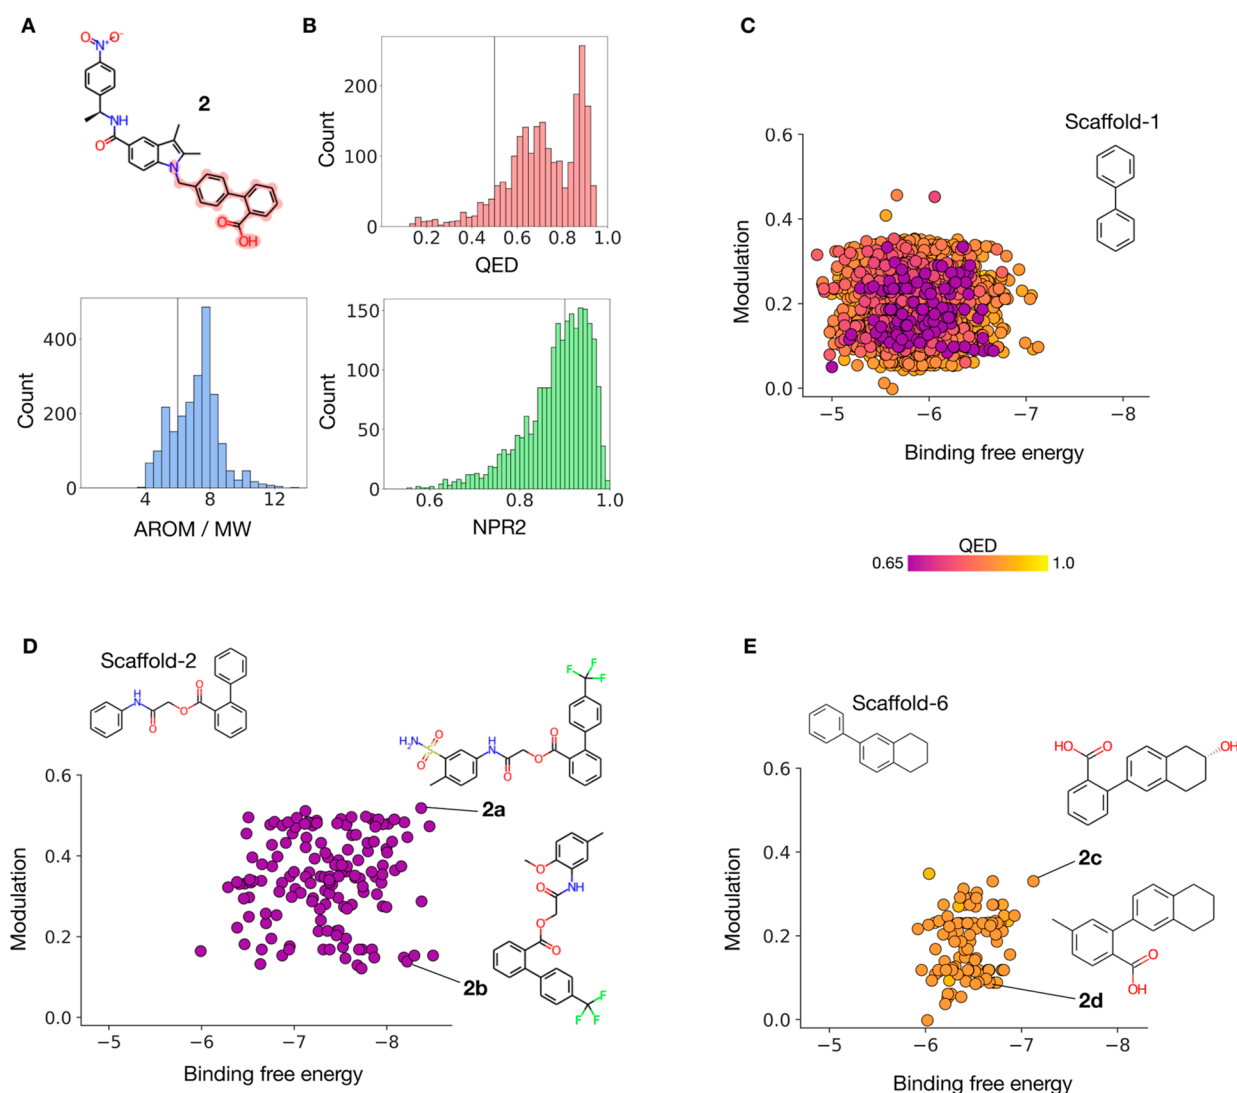 A
B
C
O
O⁻
N⁺
2
NH
O
N
O
OH
Count
200
100
0
0.2
0.4
0.6
0.8
1.0
QED
Count
400
200
0
4
8
12
AROM / MW
Count
150
100
50
0
0.6
0.8
1.0
NPR2
Scaffold-1
Modulation
0.6
0.4
0.2
0.0
−5
−6
−7
−8
Binding free energy
QED
0.65
1.0
D
Scaffold-2
H
N
O
O
O
F
F
F
H₂N
O
S
O
H
N
O
O
O
2a
O
O
NH
O
O
2b
F
F
F
Modulation
0.6
0.4
0.2
0.0
−5
−6
−7
−8
Binding free energy
E
Scaffold-6
HO
O
OH
2c
O
OH
2d
Modulation
0.6
0.4
0.2
0.0
−5
−6
−7
−8
Binding free energy